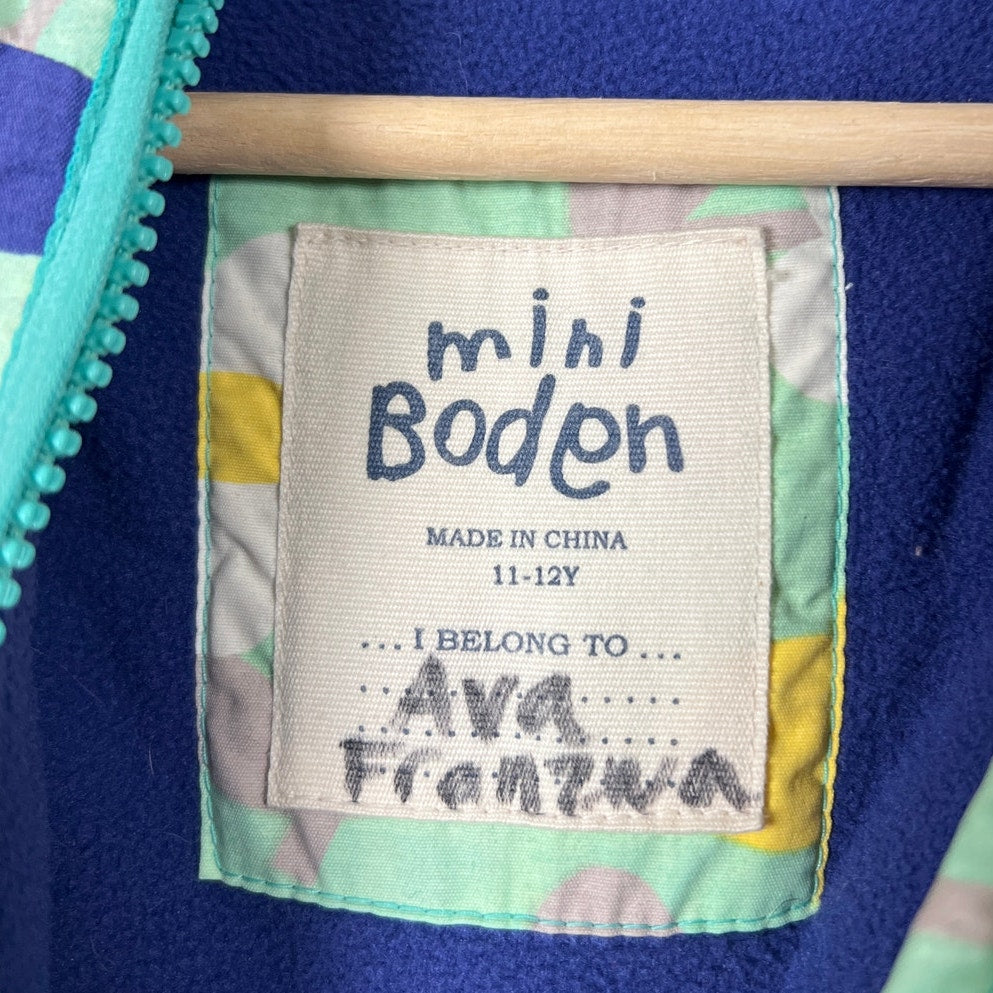 mini
Boden
MADE IN CHINA
11-12Y
... I BELONG TO ...
Ava
Franzwa